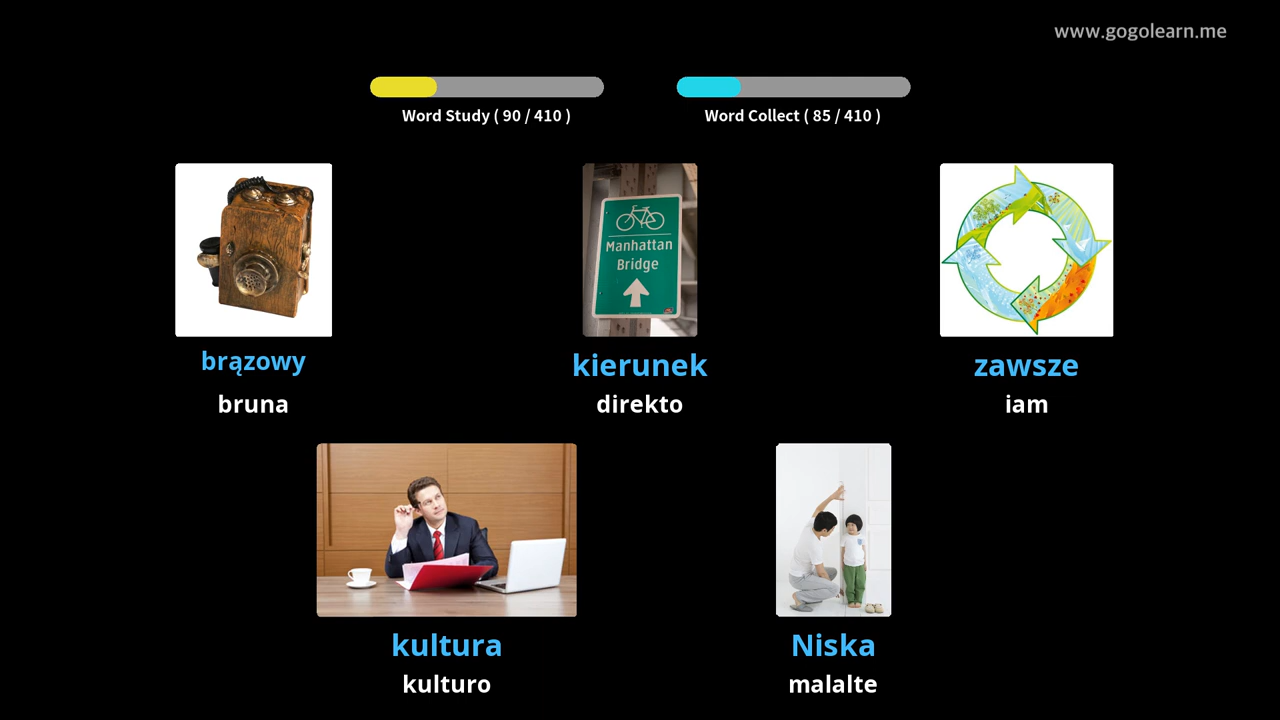 www.gogolearn.me
Word Study ( 90 / 410 )
Word Collect ( 85 / 410 )
Manhattan
Bridge
brązowy
kierunek
zawsze
bruna
direkto
iam
kultura
Niska
kulturo
malalte